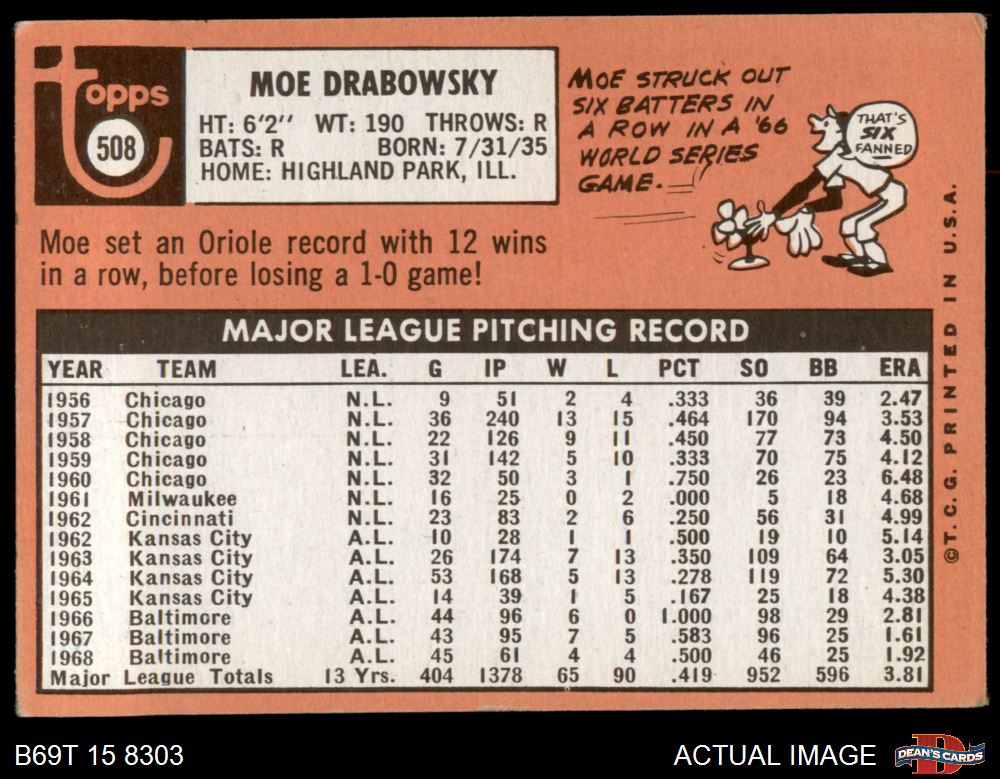 topps
508
MOE DRABOWSKY
HT: 6'2" WT: 190 THROWS: R
BATS: R BORN: 7/31/35
HOME: HIGHLAND PARK, ILL.
MOE STRUCK OUT
SIX BATTERS IN
A ROW IN A '66
WORLD SERIES
GAME.
THAT'S
SIX
FANNED
Moe set an Oriole record with 12 wins
in a row, before losing a 1-0 game!
MAJOR LEAGUE PITCHING RECORD
YEAR TEAM LEA. G IP W L PCT SO BB ERA
1956 Chicago N.L. 9 51 2 4 .333 36 39 2.47
1957 Chicago N.L. 36 240 13 15 .464 170 94 3.53
1958 Chicago N.L. 22 126 9 11 .450 77 73 4.50
1959 Chicago N.L. 31 142 5 10 .333 70 75 4.12
1960 Chicago N.L. 32 50 3 1 .750 26 23 6.48
1961 Milwaukee N.L. 16 25 0 2 .000 5 18 4.68
1962 Cincinnati N.L. 23 83 2 6 .250 56 31 4.99
1962 Kansas City A.L. 10 28 1 1 .500 19 10 5.14
1963 Kansas City A.L. 26 174 7 13 .350 109 64 3.05
1964 Kansas City A.L. 53 168 5 13 .278 119 72 5.30
1965 Kansas City A.L. 14 39 1 5 .167 25 18 4.38
1966 Baltimore A.L. 44 96 6 0 1.000 98 29 2.81
1967 Baltimore A.L. 43 95 7 5 .583 96 25 1.61
1968 Baltimore A.L. 45 61 4 4 .500 46 25 1.92
Major League Totals 13 Yrs. 404 1378 65 90 .419 952 596 3.81
©T.C.G. PRINTED IN U.S.A.
B69T 15 8303
ACTUAL IMAGE
DEAN'S CARDS